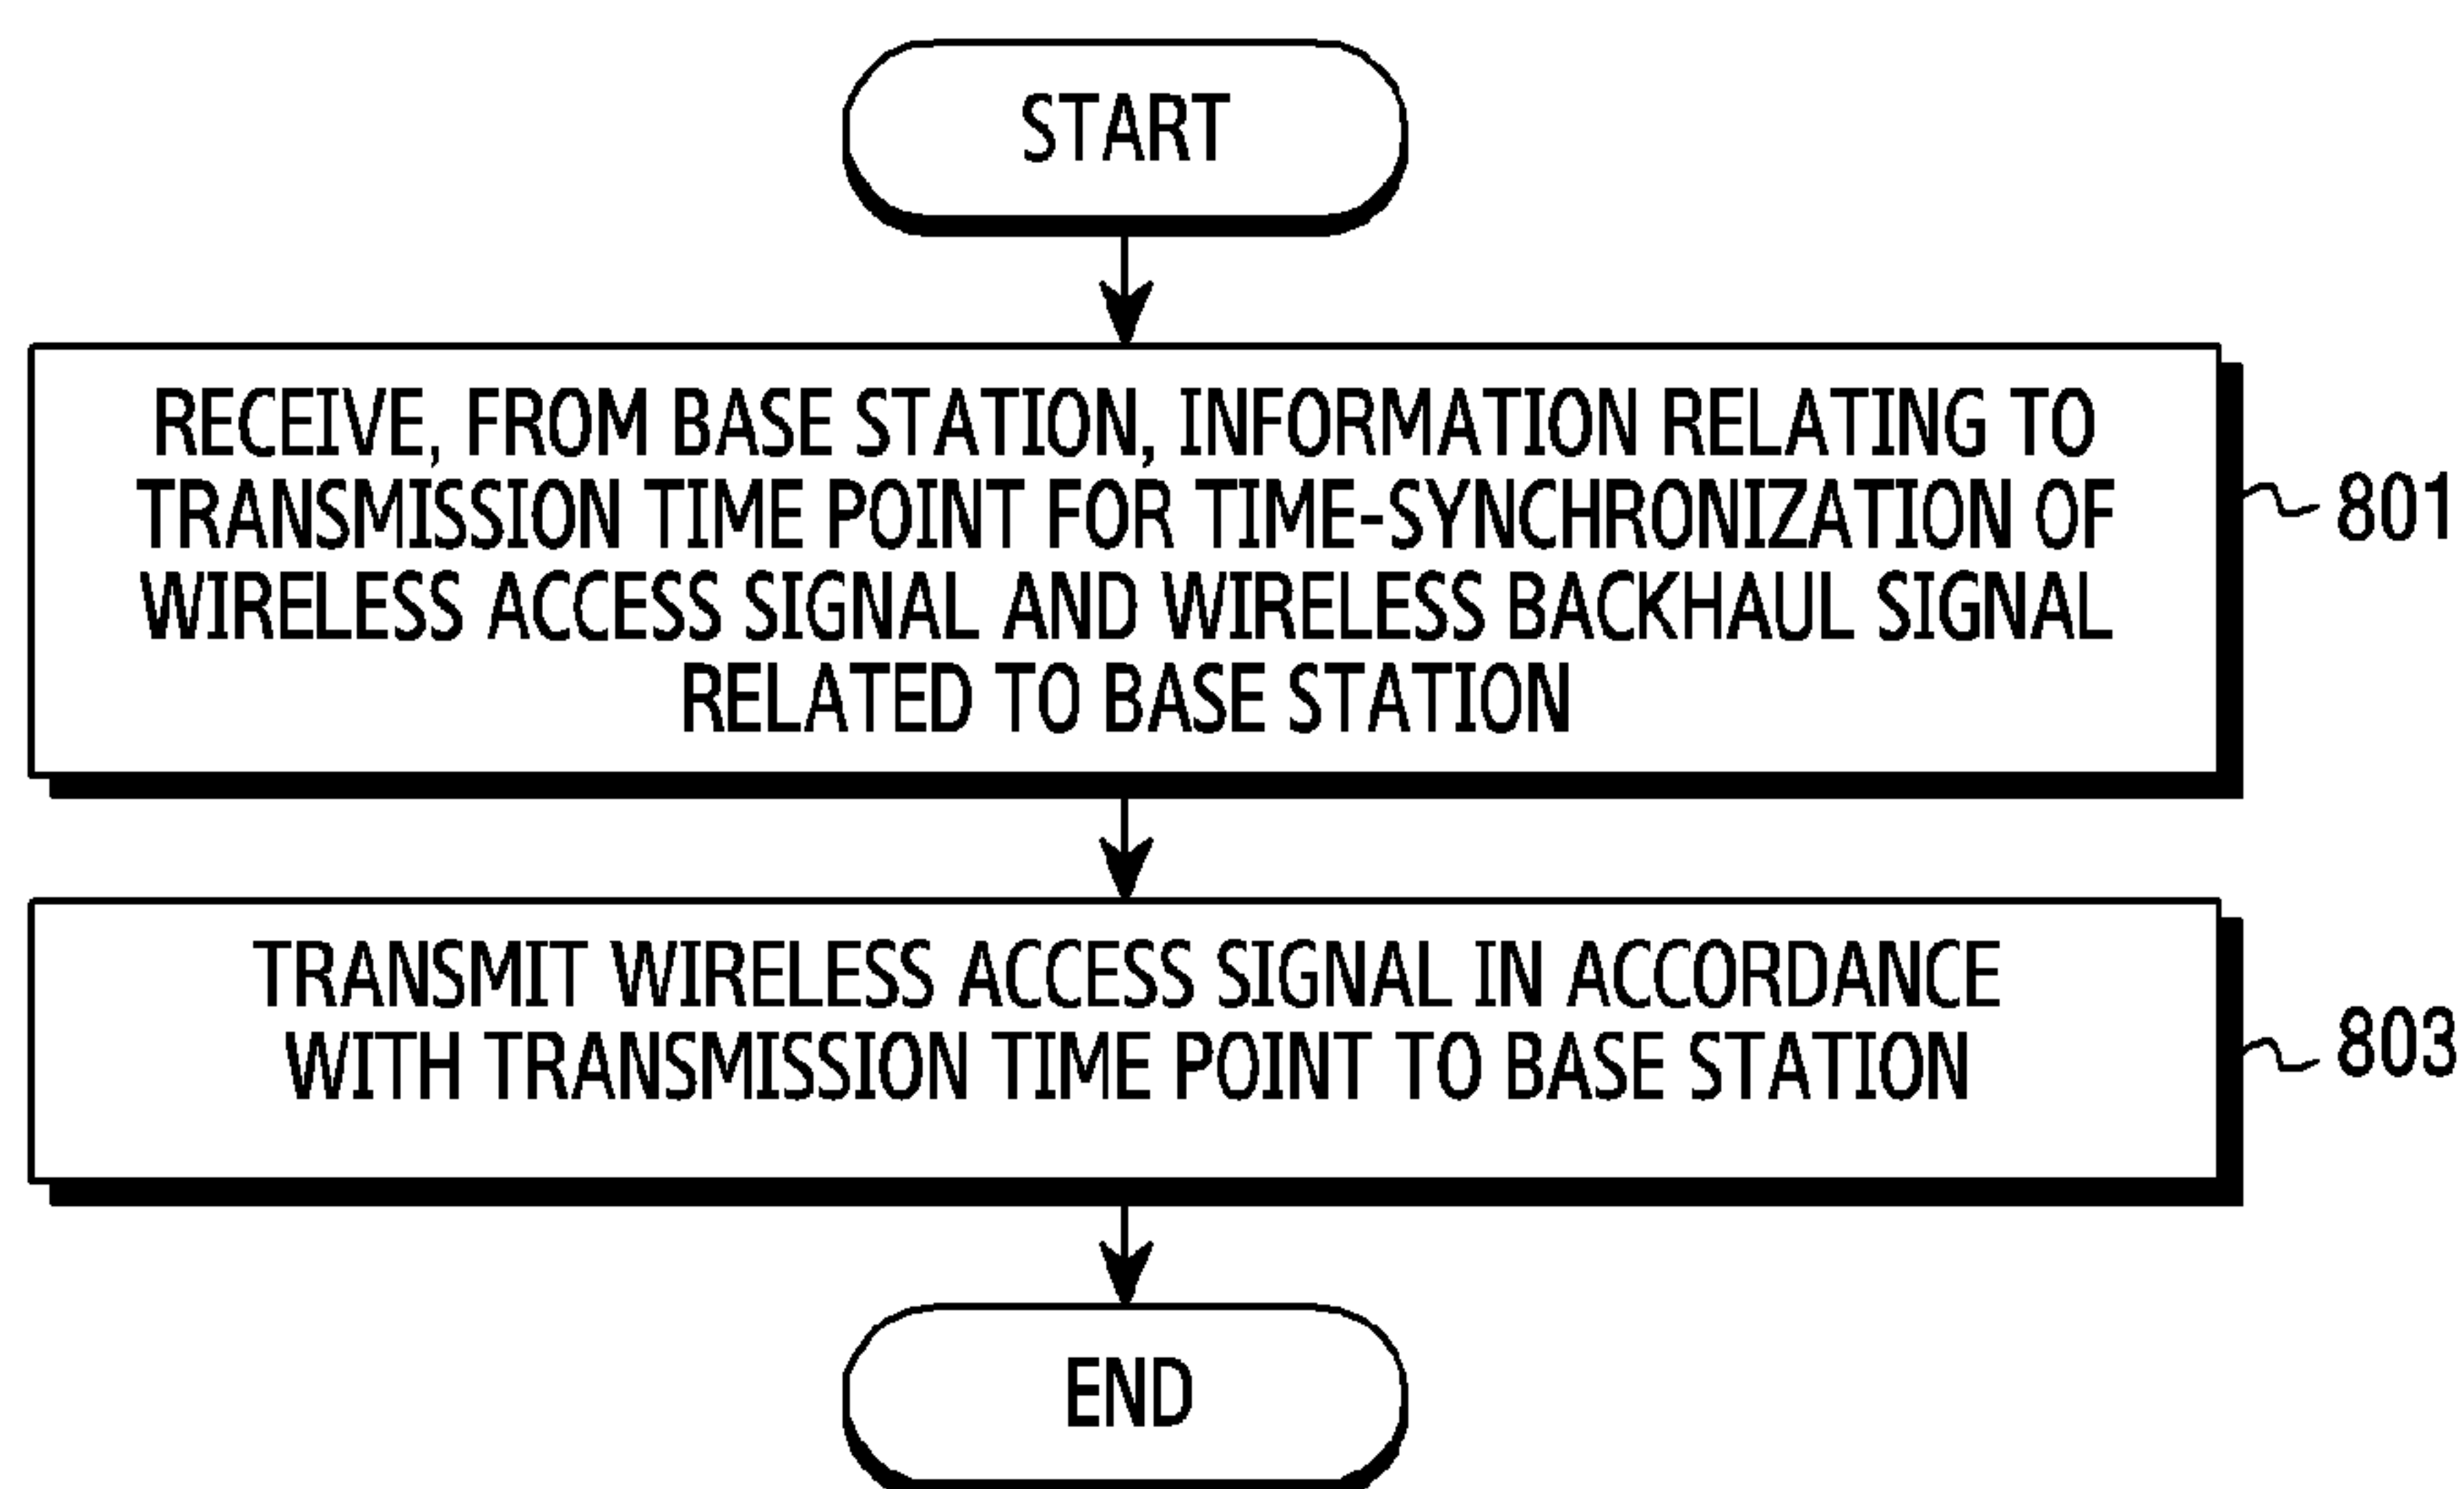 START
RECEIVE, FROM BASE STATION, INFORMATION RELATING TO
TRANSMISSION TIME POINT FOR TIME-SYNCHRONIZATION OF
WIRELESS ACCESS SIGNAL AND WIRELESS BACKHAUL SIGNAL
RELATED TO BASE STATION
801
TRANSMIT WIRELESS ACCESS SIGNAL IN ACCORDANCE
WITH TRANSMISSION TIME POINT TO BASE STATION
803
END